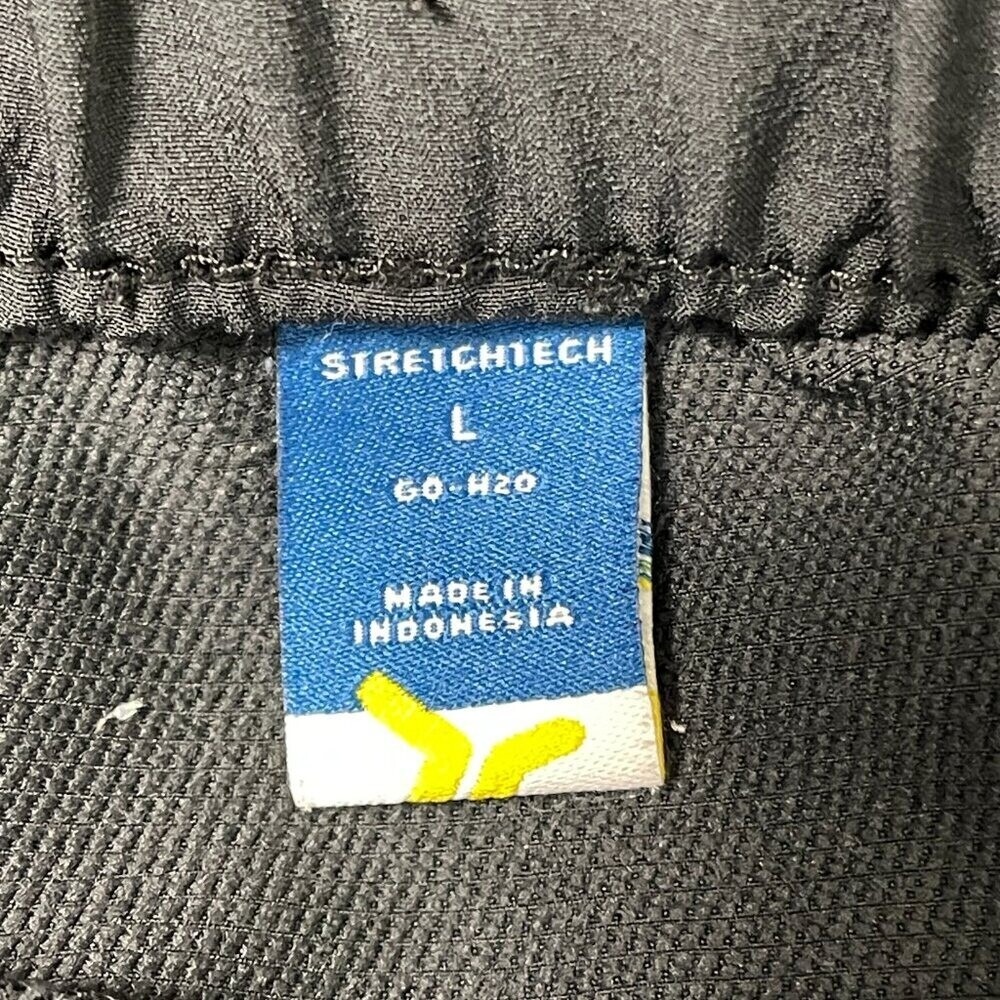 STRETCHTECH
L
GO-H2O
MADE IN
INDONESIA